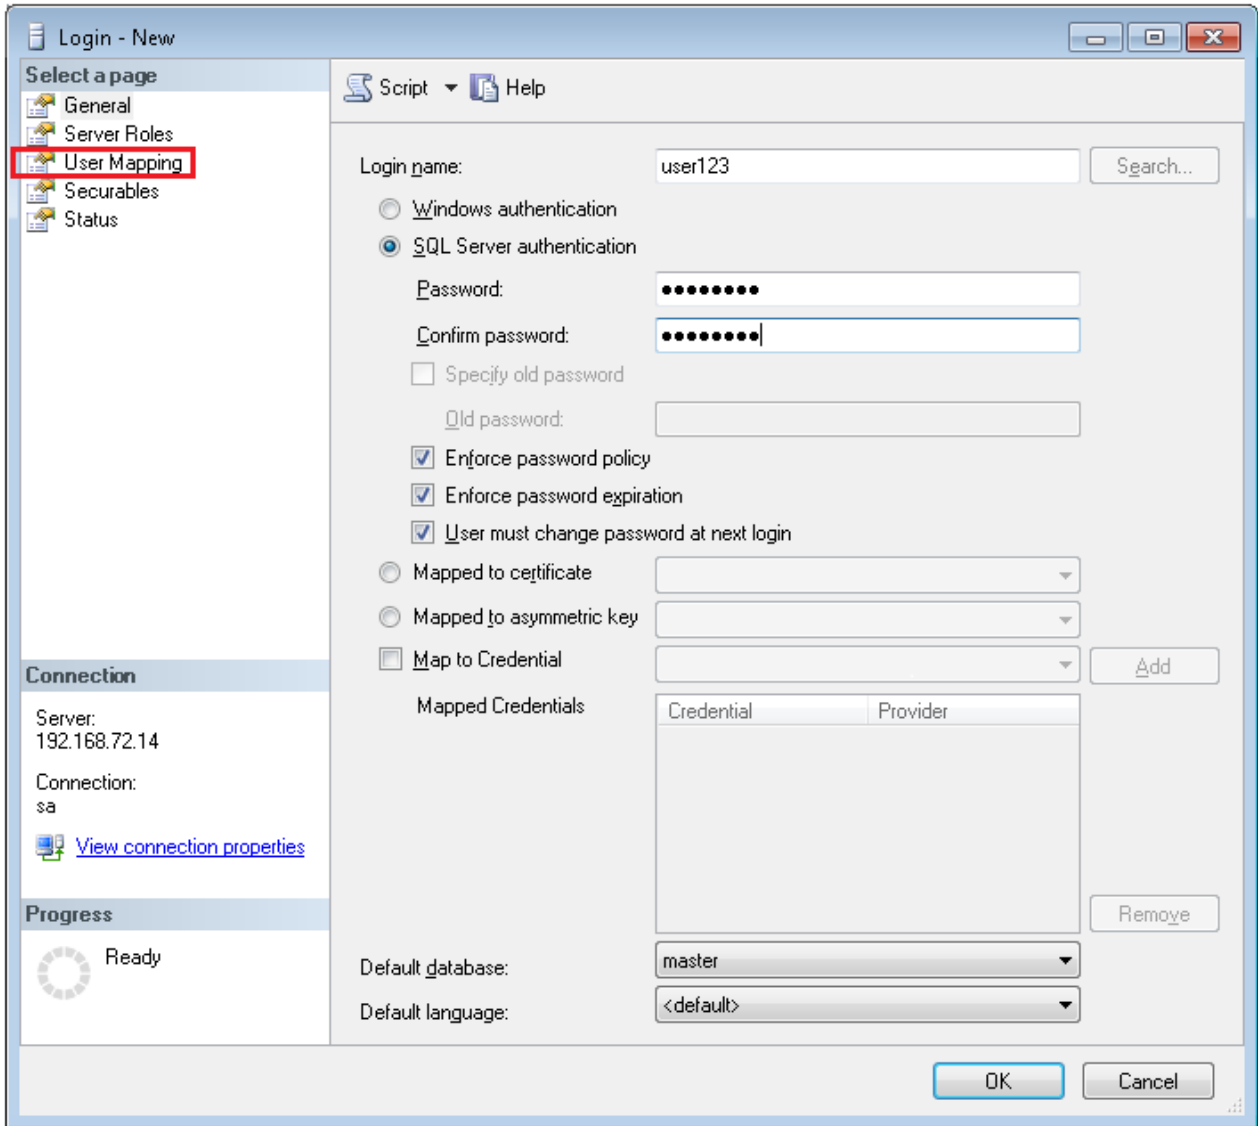 Login - New
Select a page
General
Server Roles
User Mapping
Securables
Status
Script Help
Login name: user123 Search...
Windows authentication
SQL Server authentication
Password: ●●●●●●●●
Confirm password: ●●●●●●●●
Specify old password
Old password:
Enforce password policy
Enforce password expiration
User must change password at next login
Mapped to certificate
Mapped to asymmetric key
Map to Credential Add
Mapped Credentials Credential Provider
Remove
Default database: master
Default language: <default>
Connection
Server:
192.168.72.14
Connection:
sa
View connection properties
Progress
Ready
OK Cancel